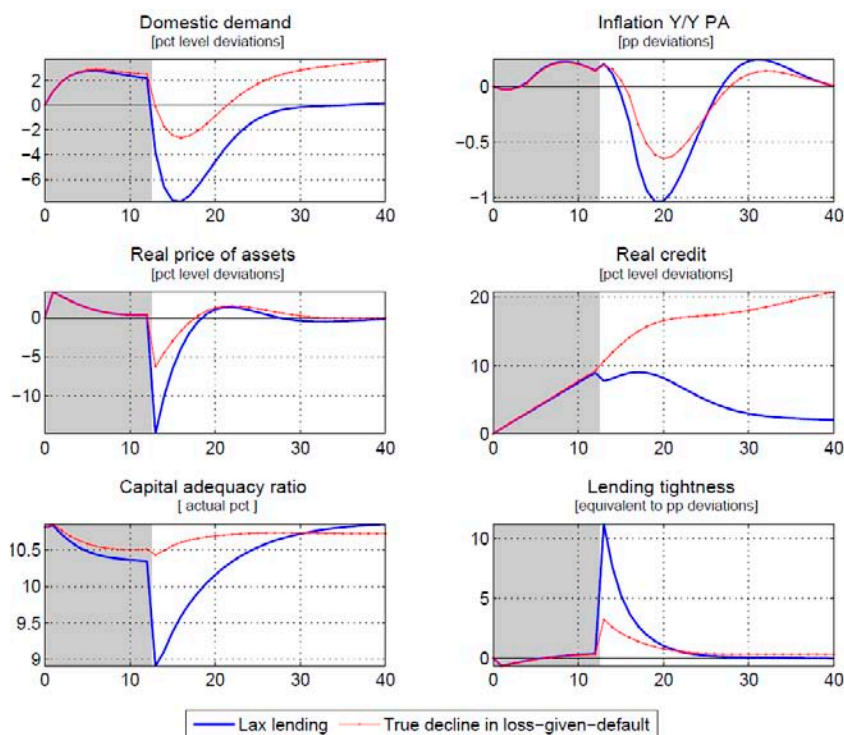 Domestic demand
[pct level deviations]
2
0
−2
−4
−6
0 10 20 30 40
Inflation Y/Y PA
[pp deviations]
0
−0.5
−1
0 10 20 30 40
Real price of assets
[pct level deviations]
0
−5
−10
0 10 20 30 40
Real credit
[pct level deviations]
20
10
0
0 10 20 30 40
Capital adequacy ratio
[ actual pct ]
10.5
10
9.5
9
0 10 20 30 40
Lending tightness
[equivalent to pp deviations]
10
5
0
0 10 20 30 40
Lax lending True decline in loss−given−default